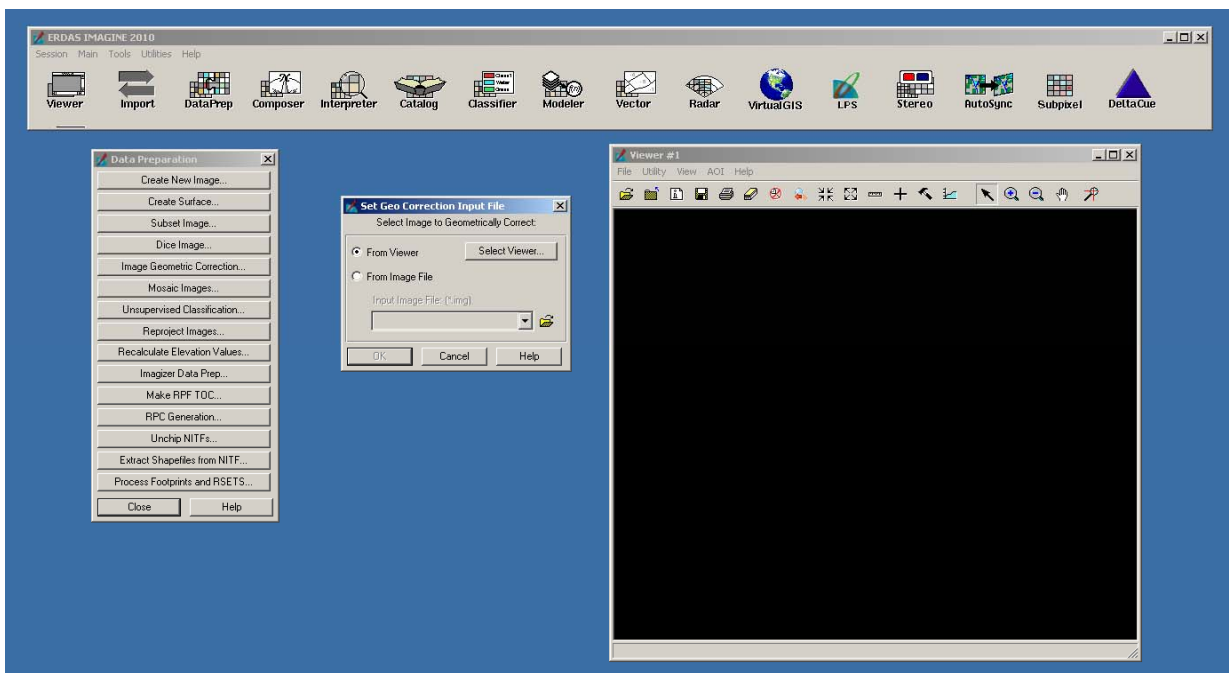 ERDAS IMAGINE 2010
Session Main Tools Utilities Help
Viewer Import DataPrep Composer Interpreter Catalog Classifier Modeler Vector Radar VirtualGIS LPS Stereo AutoSync Subpixel DeltaCue
Data Preparation
Create New Image...
Create Surface...
Subset Image...
Dice Image...
Image Geometric Correction...
Mosaic Images...
Unsupervised Classification...
Reproject Images...
Recalculate Elevation Values...
Imagizer Data Prep...
Make RPF TOC...
RPC Generation...
Unchip NITFs...
Extract Shapefiles from NITF...
Process Footprints and RSETS...
Close Help
Set Geo Correction Input File
Select Image to Geometrically Correct:
From Viewer Select Viewer...
From Image File
Input Image File: (*.img)
OK Cancel Help
Viewer #1
File Utility View AOI Help